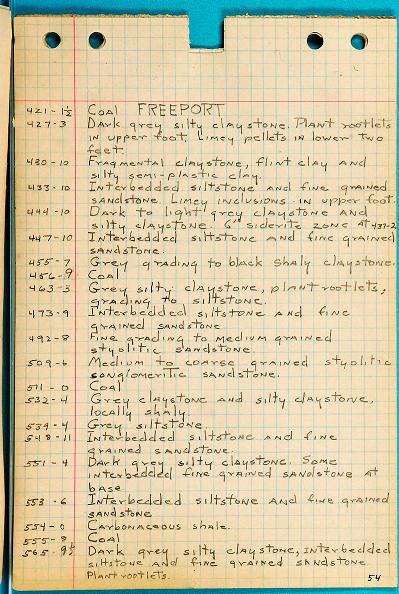 421-1½ Coal FREEPORT
427-3 Dark grey silty claystone. Plant rootlets
in upper foot. Limey pellets in lower two
feet.
430-10 Fragmental claystone, flint clay and
silty semi-plastic clay.
433-10 Interbedded siltstone and fine grained
sandstone. Limey inclusions in upper foot.
444-10 Dark to light grey claystone and
silty claystone. 6" siderite zone at 437-2
447-10 Interbedded siltstone and fine grained
sandstone.
455-7 Grey grading to black shaly claystone.
456-9 Coal
463-3 Grey silty claystone, plant rootlets,
grading to siltstone.
473-9 Interbedded siltstone and fine
grained sandstone
492-8 Fine grading to medium grained
styolitic sandstone
509-6 Medium to coarse grained styolitic
conglomeritic sandstone.
511-0 Coal
532-4 Grey claystone and silty claystone,
locally shaly.
539-4 Grey siltstone.
548-11 Interbedded siltstone and fine
grained sandstone.
551-4 Dark grey silty claystone. Some
interbedded fine grained sandstone at
base
553-6 Interbedded siltstone and fine grained
sandstone
554-0 Carbonaceous shale.
555-8 Coal
565-9½ Dark grey silty claystone, interbedded
siltstone and fine grained sandstone
Plant rootlets.
54